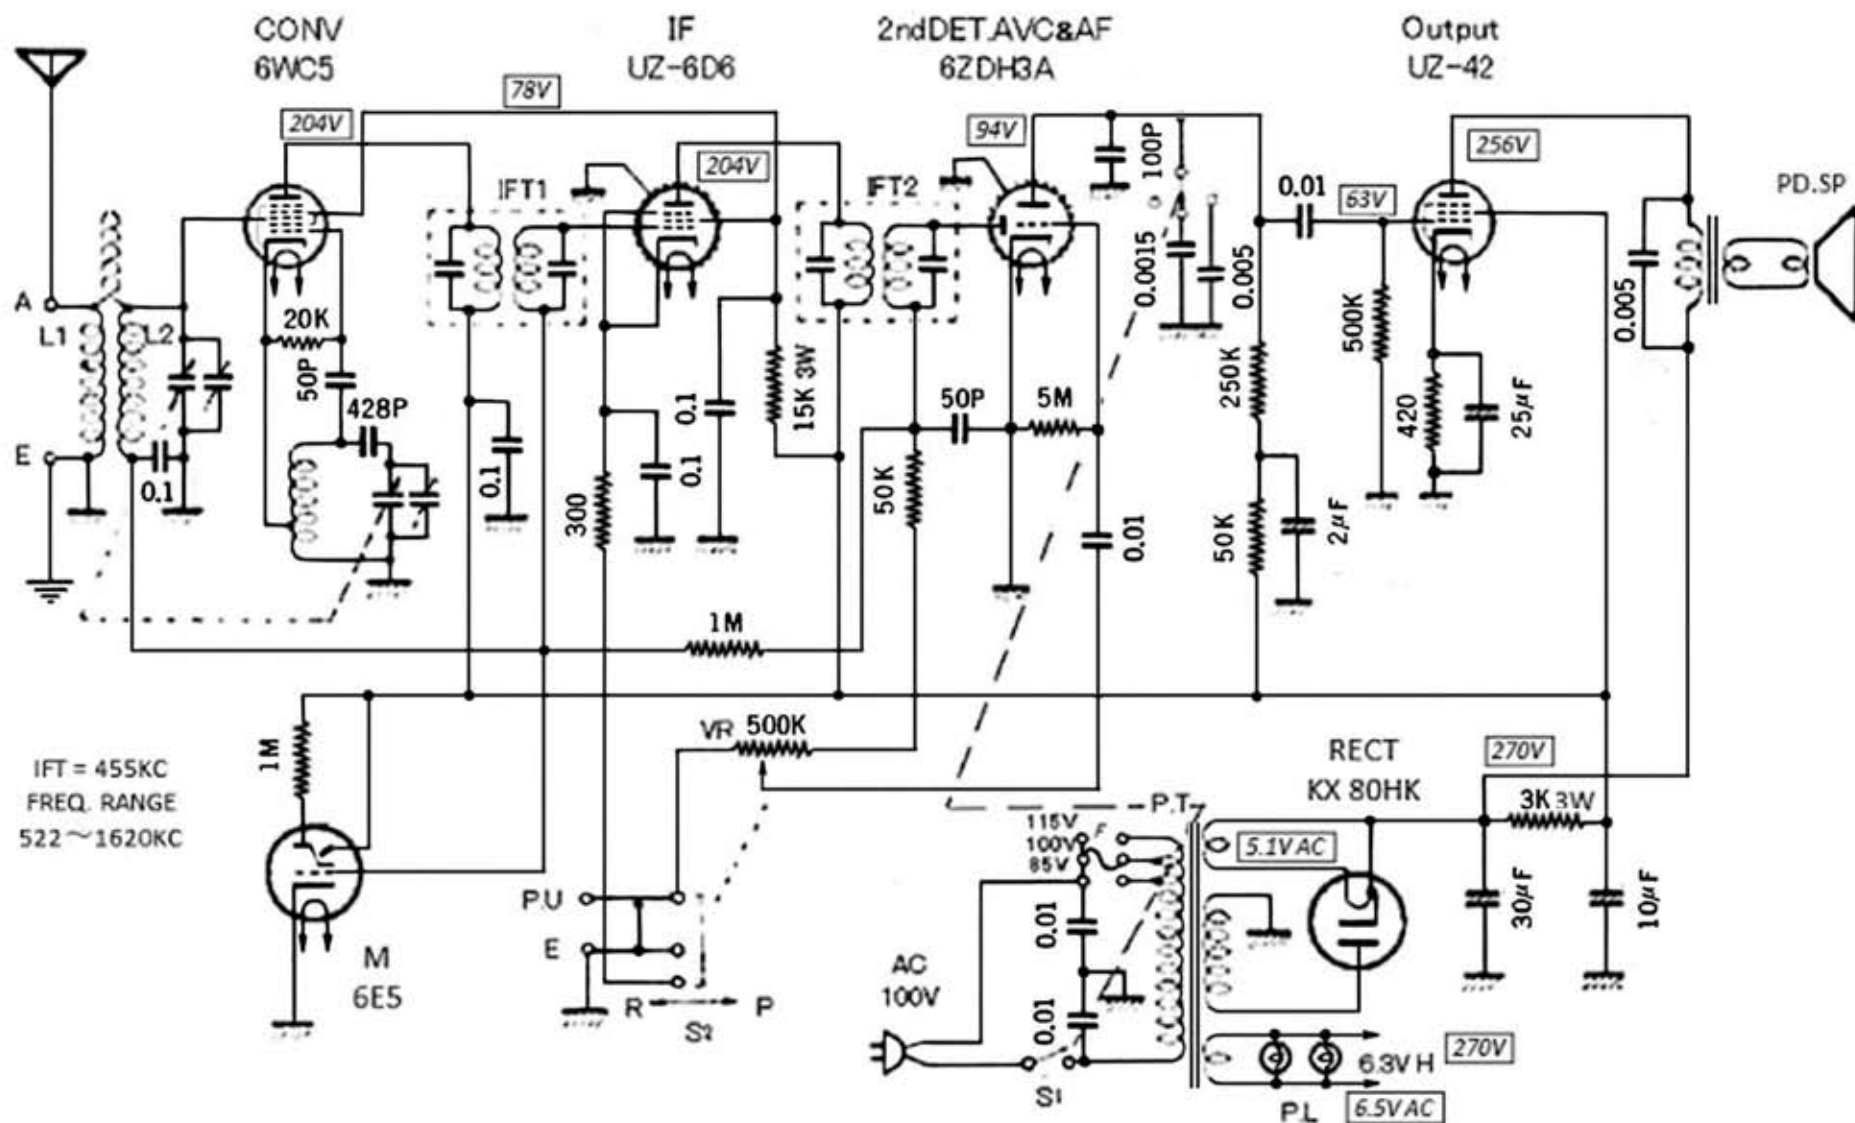 CONV
6WC5
IF
UZ-6D6
2ndDET.AVC&AF
6ZDH3A
Output
UZ-42
78V
204V
204V
94V
256V
63V
PD.SP
IFT1
IFT2
100P
0.01
0.0015
0.005
0.005
A
L1
L2
E
20K
50P
428P
0.1
0.1
0.1
0.1
300
15K 3W
50P
5M
50K
0.01
250K
50K
2μF
500K
420
25μF
1M
1M
VR 500K
IFT = 455KC
FREQ. RANGE
522～1620KC
M
6E5
P.U
E
R
P
S2
P.T
115V
100V
85V
F
0.01
0.01
AC
100V
S1
RECT
KX 80HK
270V
3K 3W
5.1V AC
30μF
10μF
6.3V H
270V
P.L
6.5V AC